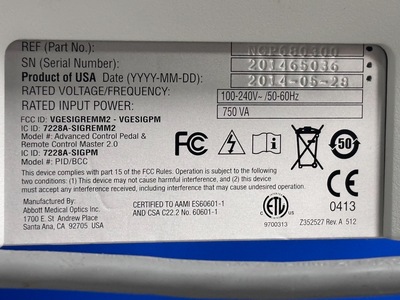 REF (Part No.): NGP680300
SN (Serial Number): 201465036
Product of USA Date (YYYY-MM-DD): 2014-05-28
RATED VOLTAGE/FREQUENCY: 100-240V~ /50-60Hz
RATED INPUT POWER: 750 VA
FCC ID: VGESIGREMM2 - VGESIGPM
IC ID: 7228A-SIGREMM2
Model #: Advanced Control Pedal &
Remote Control Master 2.0
IC ID: 7228A-SIGPM
Model #: PID/BCC
FC
50
This device complies with part 15 of the FCC Rules. Operation is subject to the following
two conditions: (1) This device may not cause harmful interference, and (2) this device
must accept any interference received, including interference that may cause undesired operation.
Manufactured By:
Abbott Medical Optics Inc.
1700 E. St Andrew Place
Santa Ana, CA 92705 USA
CERTIFIED TO AAMI ES60601-1
AND CSA C22.2 No. 60601-1
ETL
9700313
CE
0413
Z352527 Rev. A 512